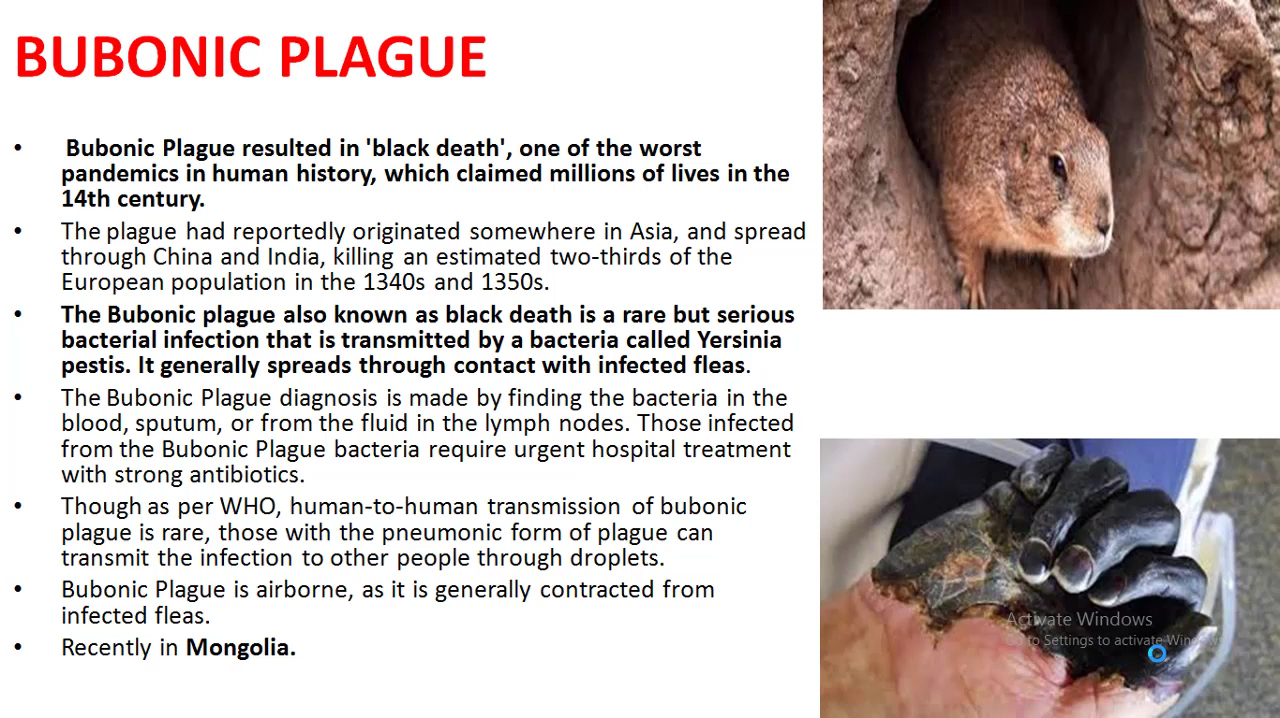 BUBONIC PLAGUE
• Bubonic Plague resulted in 'black death', one of the worst
pandemics in human history, which claimed millions of lives in the
14th century.
• The plague had reportedly originated somewhere in Asia, and spread
through China and India, killing an estimated two-thirds of the
European population in the 1340s and 1350s.
• The Bubonic plague also known as black death is a rare but serious
bacterial infection that is transmitted by a bacteria called Yersinia
pestis. It generally spreads through contact with infected fleas.
• The Bubonic Plague diagnosis is made by finding the bacteria in the
blood, sputum, or from the fluid in the lymph nodes. Those infected
from the Bubonic Plague bacteria require urgent hospital treatment
with strong antibiotics.
• Though as per WHO, human-to-human transmission of bubonic
plague is rare, those with the pneumonic form of plague can
transmit the infection to other people through droplets.
• Bubonic Plague is airborne, as it is generally contracted from
infected fleas.
• Recently in Mongolia.
Activate Windows
Go to Settings to activate Windows